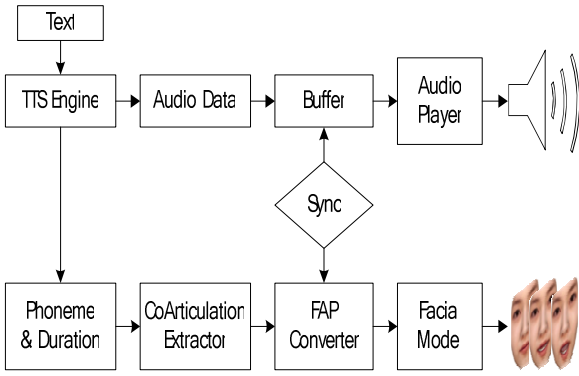 Text
TTS Engine
Audio Data
Buffer
Audio
Player
Sync
Phoneme
& Duration
CoArticulation
Extractor
FAP
Converter
Facia
Mode